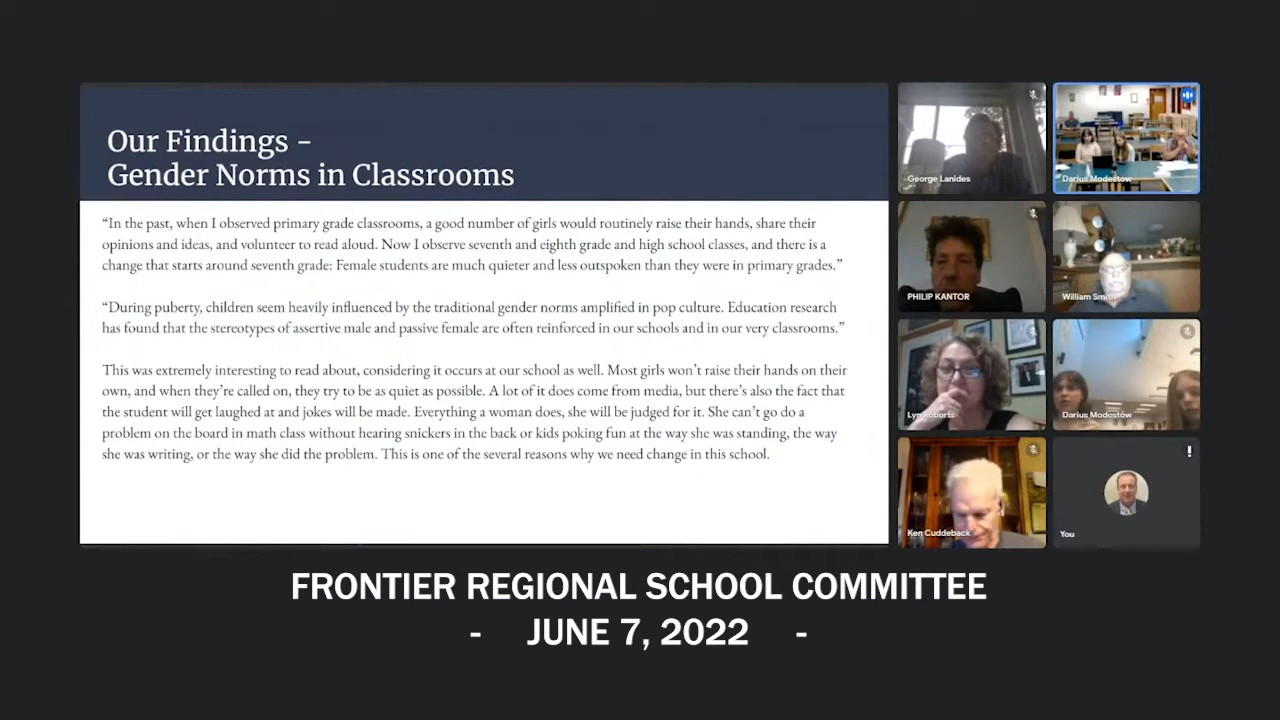 Our Findings -
Gender Norms in Classrooms
“In the past, when I observed primary grade classrooms, a good number of girls would routinely raise their hands, share their
opinions and ideas, and volunteer to read aloud. Now I observe seventh and eighth grade and high school classes, and there is a
change that starts around seventh grade: Female students are much quieter and less outspoken than they were in primary grades.”
“During puberty, children seem heavily influenced by the traditional gender norms amplified in pop culture. Education research
has found that the stereotypes of assertive male and passive female are often reinforced in our schools and in our very classrooms.”
This was extremely interesting to read about, considering it occurs at our school as well. Most girls won’t raise their hands on their
own, and when they’re called on, they try to be as quiet as possible. A lot of it does come from media, but there’s also the fact that
the student will get laughed at and jokes will be made. Everything a woman does, she will be judged for it. She can’t go do a
problem on the board in math class without hearing snickers in the back or kids poking fun at the way she was standing, the way
she was writing, or the way she did the problem. This is one of the several reasons why we need change in this school.
George Lanides
Darius Modestow
PHILIP KANTOR
William Smith
Lyn Roberts
Darius Modestow
Ken Cuddeback
You
FRONTIER REGIONAL SCHOOL COMMITTEE
- JUNE 7, 2022 -